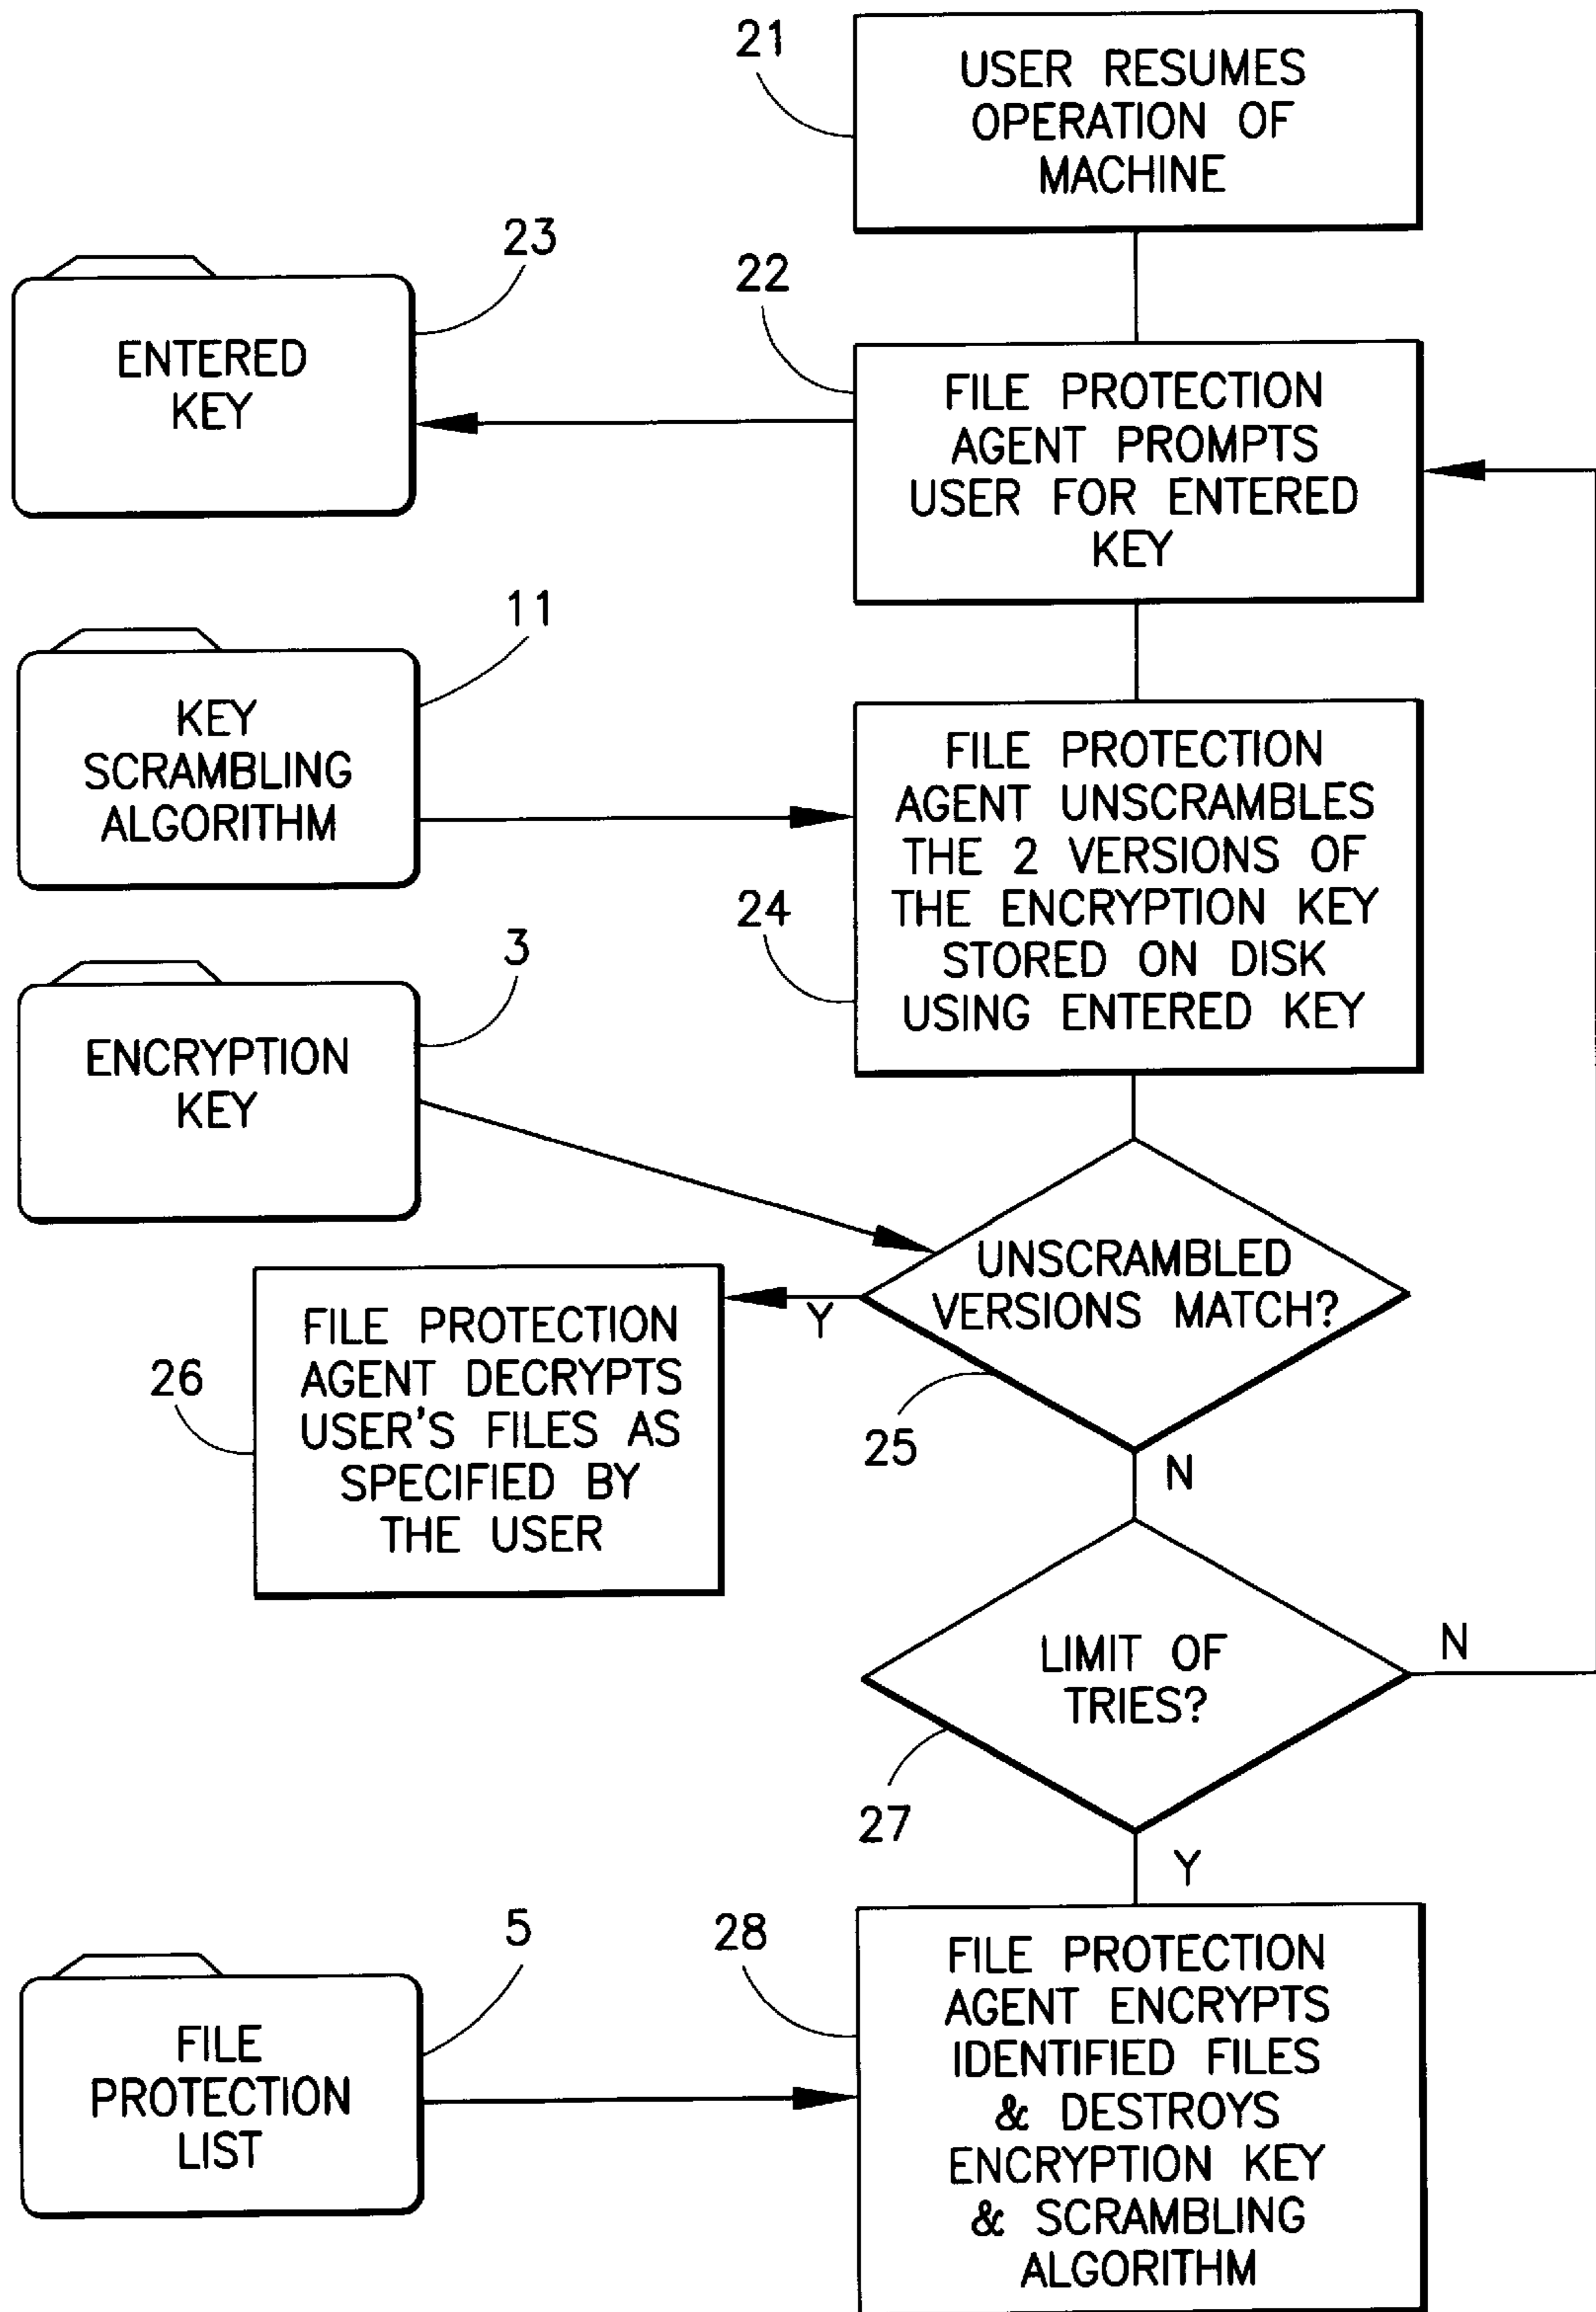 21
USER RESUMES
OPERATION OF
MACHINE
23
ENTERED
KEY
22
FILE PROTECTION
AGENT PROMPTS
USER FOR ENTERED
KEY
11
KEY
SCRAMBLING
ALGORITHM
24
FILE PROTECTION
AGENT UNSCRAMBLES
THE 2 VERSIONS OF
THE ENCRYPTION KEY
STORED ON DISK
USING ENTERED KEY
3
ENCRYPTION
KEY
UNSCRAMBLED
VERSIONS MATCH?
Y
25
N
26
FILE PROTECTION
AGENT DECRYPTS
USER'S FILES AS
SPECIFIED BY
THE USER
LIMIT OF
TRIES?
N
27
Y
5
FILE
PROTECTION
LIST
28
FILE PROTECTION
AGENT ENCRYPTS
IDENTIFIED FILES
& DESTROYS
ENCRYPTION KEY
& SCRAMBLING
ALGORITHM